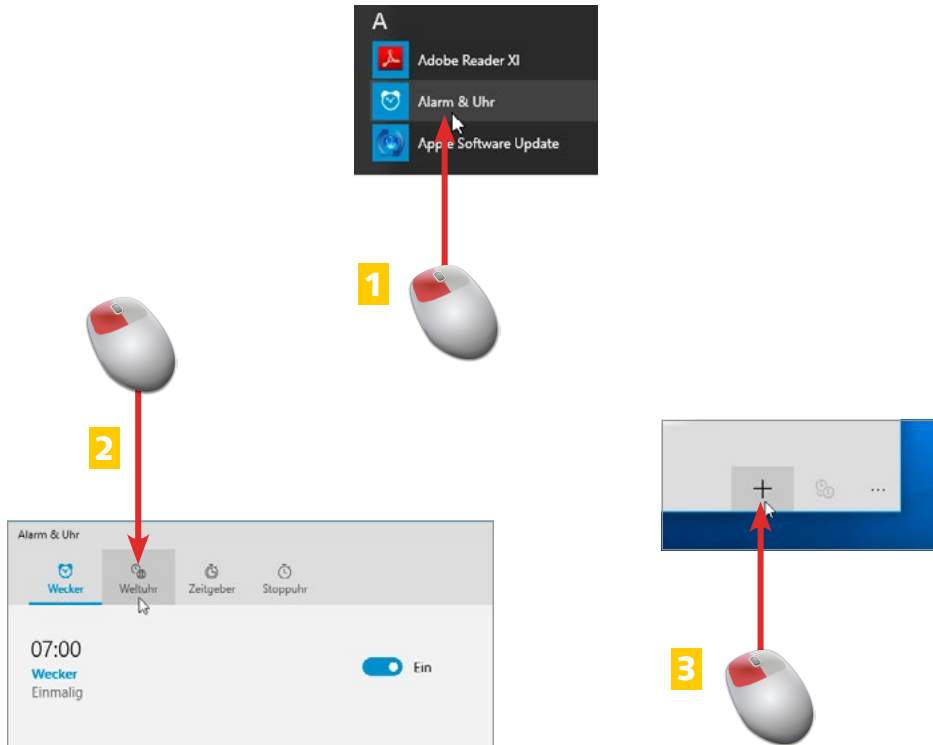 A
Adobe Reader XI
Alarm & Uhr
Apple Software Update
1
2
Alarm & Uhr
Wecker Weltuhr Zeitgeber Stoppuhr
07:00
Wecker
Einmalig
Ein
3